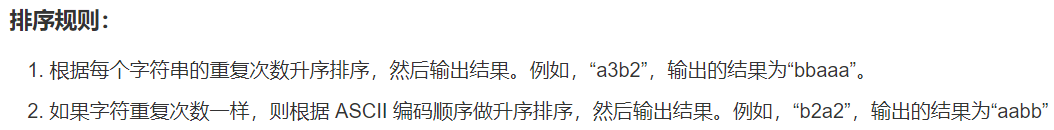 排序规则：
1. 根据每个字符串的重复次数升序排序，然后输出结果。例如，“a3b2”，输出的结果为“bbaaa”。
2. 如果字符重复次数一样，则根据 ASCII 编码顺序做升序排序，然后输出结果。例如，“b2a2”，输出的结果为“aabb”